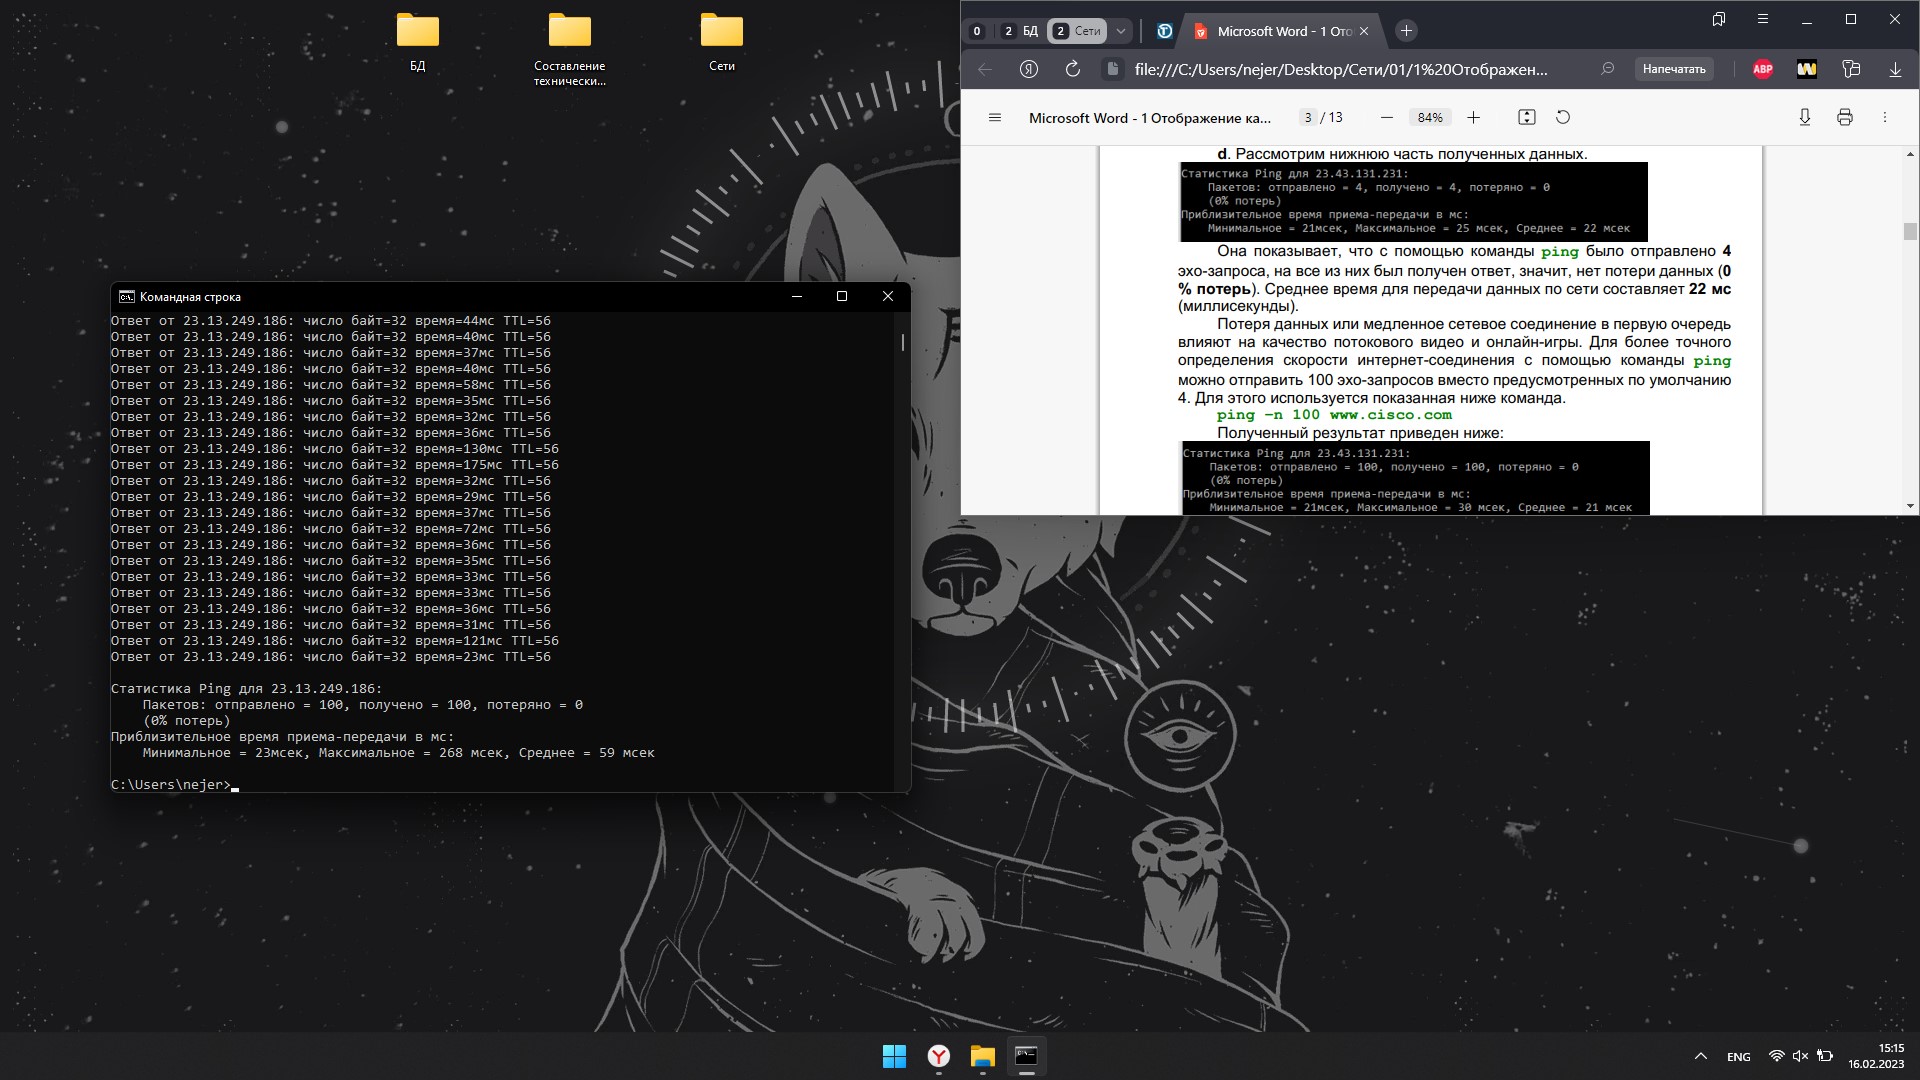 БД
Составление
технически...
Сети
0
2 БД
2 Сети
Microsoft Word - 1 Ото
file:///C:/Users/nejer/Desktop/Сети/01/1%20Отображен...
Напечатать
ABP
Microsoft Word - 1 Отображение ка...
3 / 13
84%
d. Рассмотрим нижнюю часть полученных данных.
Статистика Ping для 23.43.131.231:
Пакетов: отправлено = 4, получено = 4, потеряно = 0
(0% потерь)
Приблизительное время приема-передачи в мс:
Минимальное = 21мсек, Максимальное = 25 мсек, Среднее = 22 мсек
Она показывает, что с помощью команды ping было отправлено 4
эхо-запроса, на все из них был получен ответ, значит, нет потери данных (0
% потерь). Среднее время для передачи данных по сети составляет 22 мс
(миллисекунды).
Потеря данных или медленное сетевое соединение в первую очередь
влияют на качество потокового видео и онлайн-игры. Для более точного
определения скорости интернет-соединения с помощью команды ping
можно отправить 100 эхо-запросов вместо предусмотренных по умолчанию
4. Для этого используется показанная ниже команда.
ping –n 100 www.cisco.com
Полученный результат приведен ниже:
Статистика Ping для 23.43.131.231:
Пакетов: отправлено = 100, получено = 100, потеряно = 0
(0% потерь)
Приблизительное время приема-передачи в мс:
Минимальное = 21мсек, Максимальное = 30 мсек, Среднее = 21 мсек
Командная строка
Ответ от 23.13.249.186: число байт=32 время=44мс TTL=56
Ответ от 23.13.249.186: число байт=32 время=40мс TTL=56
Ответ от 23.13.249.186: число байт=32 время=37мс TTL=56
Ответ от 23.13.249.186: число байт=32 время=40мс TTL=56
Ответ от 23.13.249.186: число байт=32 время=58мс TTL=56
Ответ от 23.13.249.186: число байт=32 время=35мс TTL=56
Ответ от 23.13.249.186: число байт=32 время=32мс TTL=56
Ответ от 23.13.249.186: число байт=32 время=36мс TTL=56
Ответ от 23.13.249.186: число байт=32 время=130мс TTL=56
Ответ от 23.13.249.186: число байт=32 время=175мс TTL=56
Ответ от 23.13.249.186: число байт=32 время=32мс TTL=56
Ответ от 23.13.249.186: число байт=32 время=29мс TTL=56
Ответ от 23.13.249.186: число байт=32 время=37мс TTL=56
Ответ от 23.13.249.186: число байт=32 время=72мс TTL=56
Ответ от 23.13.249.186: число байт=32 время=36мс TTL=56
Ответ от 23.13.249.186: число байт=32 время=35мс TTL=56
Ответ от 23.13.249.186: число байт=32 время=33мс TTL=56
Ответ от 23.13.249.186: число байт=32 время=33мс TTL=56
Ответ от 23.13.249.186: число байт=32 время=36мс TTL=56
Ответ от 23.13.249.186: число байт=32 время=31мс TTL=56
Ответ от 23.13.249.186: число байт=32 время=121мс TTL=56
Ответ от 23.13.249.186: число байт=32 время=23мс TTL=56
Статистика Ping для 23.13.249.186:
Пакетов: отправлено = 100, получено = 100, потеряно = 0
(0% потерь)
Приблизительное время приема-передачи в мс:
Минимальное = 23мсек, Максимальное = 268 мсек, Среднее = 59 мсек
C:\Users\nejer>
ENG
15:15
16.02.2023